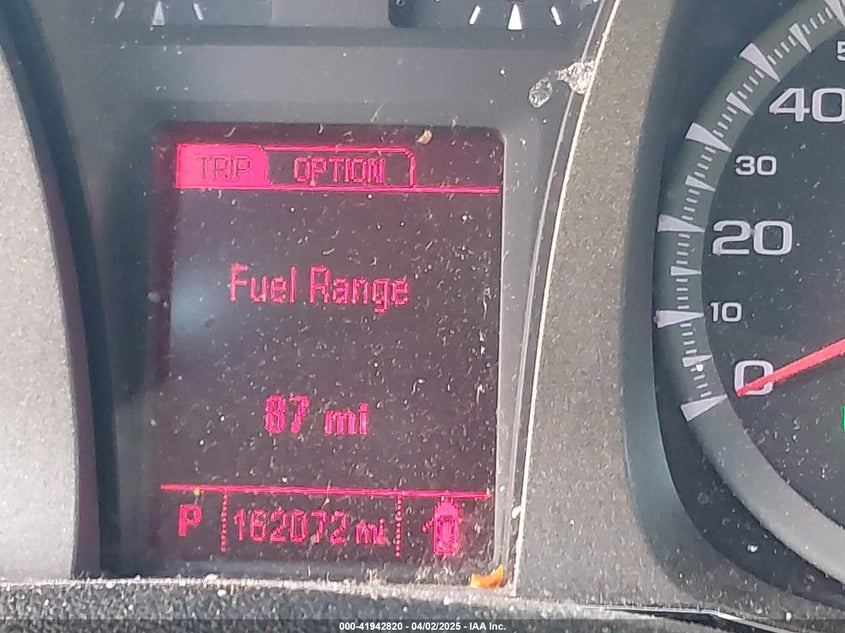 TRIP OPTION
Fuel Range
87 mi
P 162072 mi
40
30
20
10
0
000-41942820 - 04/02/2025 - IAA Inc.